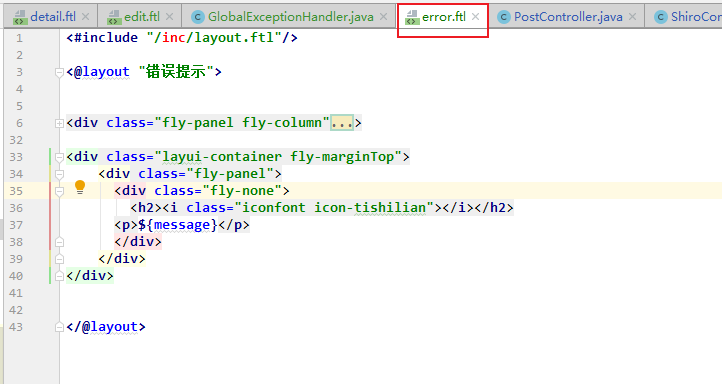 detail.ftl × edit.ftl × GlobalExceptionHandler.java × error.ftl × PostController.java × ShiroCon
1 <#include "/inc/layout.ftl"/>
2
3 <@layout "错误提示">
4
5
6 <div class="fly-panel fly-column"...>
32
33 <div class="layui-container fly-marginTop">
34 <div class="fly-panel">
35 <div class="fly-none">
36 <h2><i class="iconfont icon-tishilian"></i></h2>
37 <p>${message}</p>
38 </div>
39 </div>
40 </div>
41
42
43 </@layout>